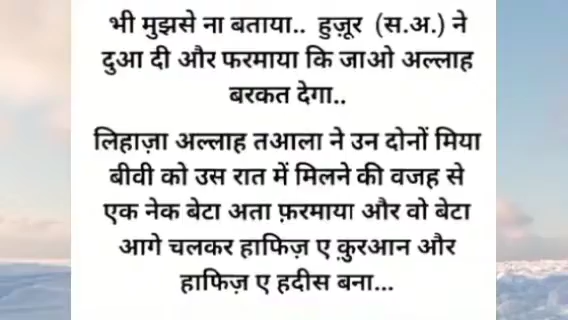 भी मुझसे ना बताया.. हुज़ूर (स.अ.) ने
दुआ दी और फरमाया कि जाओ अल्लाह
बरकत देगा..
लिहाज़ा अल्लाह तआला ने उन दोनों मिया
बीवी को उस रात में मिलने की वजह से
एक नेक बेटा अता फ़रमाया और वो बेटा
आगे चलकर हाफिज़ ए क़ुरआन और
हाफिज़ ए हदीस बना...